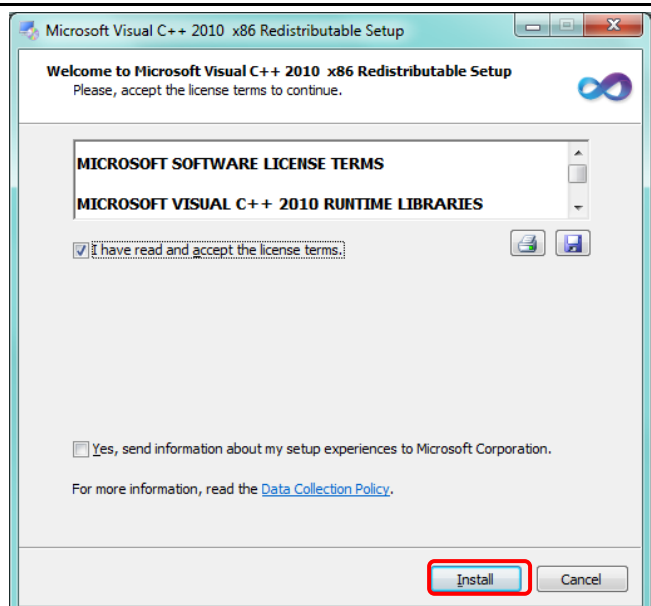 Microsoft Visual C++ 2010 x86 Redistributable Setup
Welcome to Microsoft Visual C++ 2010 x86 Redistributable Setup
Please, accept the license terms to continue.
MICROSOFT SOFTWARE LICENSE TERMS
MICROSOFT VISUAL C++ 2010 RUNTIME LIBRARIES
I have read and accept the license terms.
Yes, send information about my setup experiences to Microsoft Corporation.
For more information, read the Data Collection Policy.
Install Cancel